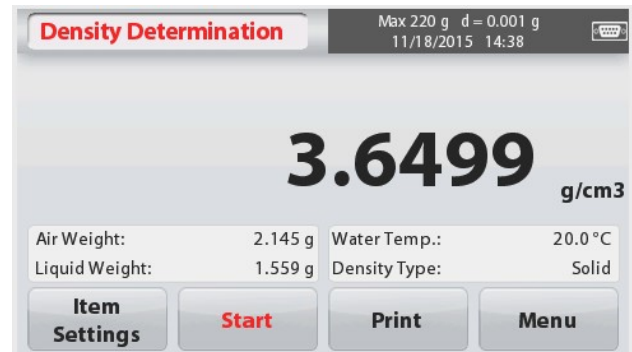 Density Determination
Max 220 g d = 0.001 g
11/18/2015 14:38
3.6499 g/cm3
Air Weight: 2.145 g
Liquid Weight: 1.559 g
Water Temp.: 20.0 °C
Density Type: Solid
Item
Settings
Start
Print
Menu